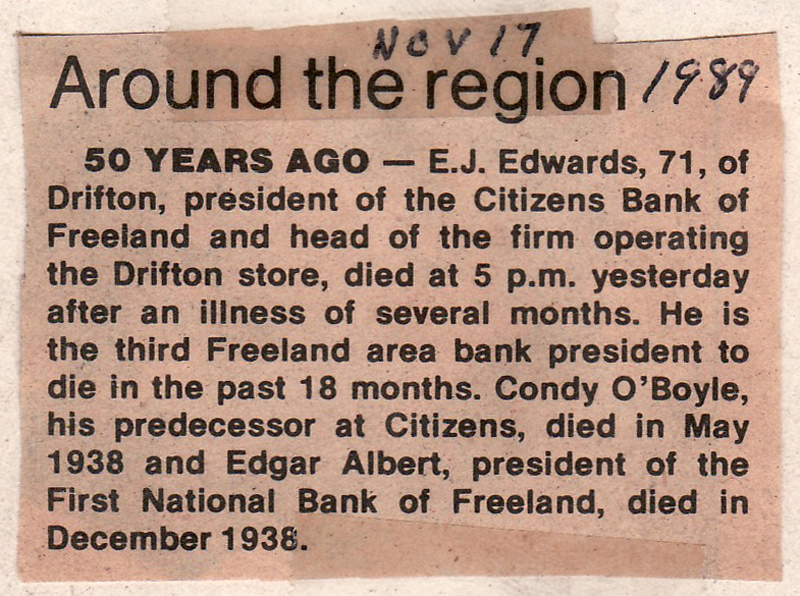 NOV 17
1989
Around the region
50 YEARS AGO — E.J. Edwards, 71, of
Drifton, president of the Citizens Bank of
Freeland and head of the firm operating
the Drifton store, died at 5 p.m. yesterday
after an illness of several months. He is
the third Freeland area bank president to
die in the past 18 months. Condy O'Boyle,
his predecessor at Citizens, died in May
1938 and Edgar Albert, president of the
First National Bank of Freeland, died in
December 1938.